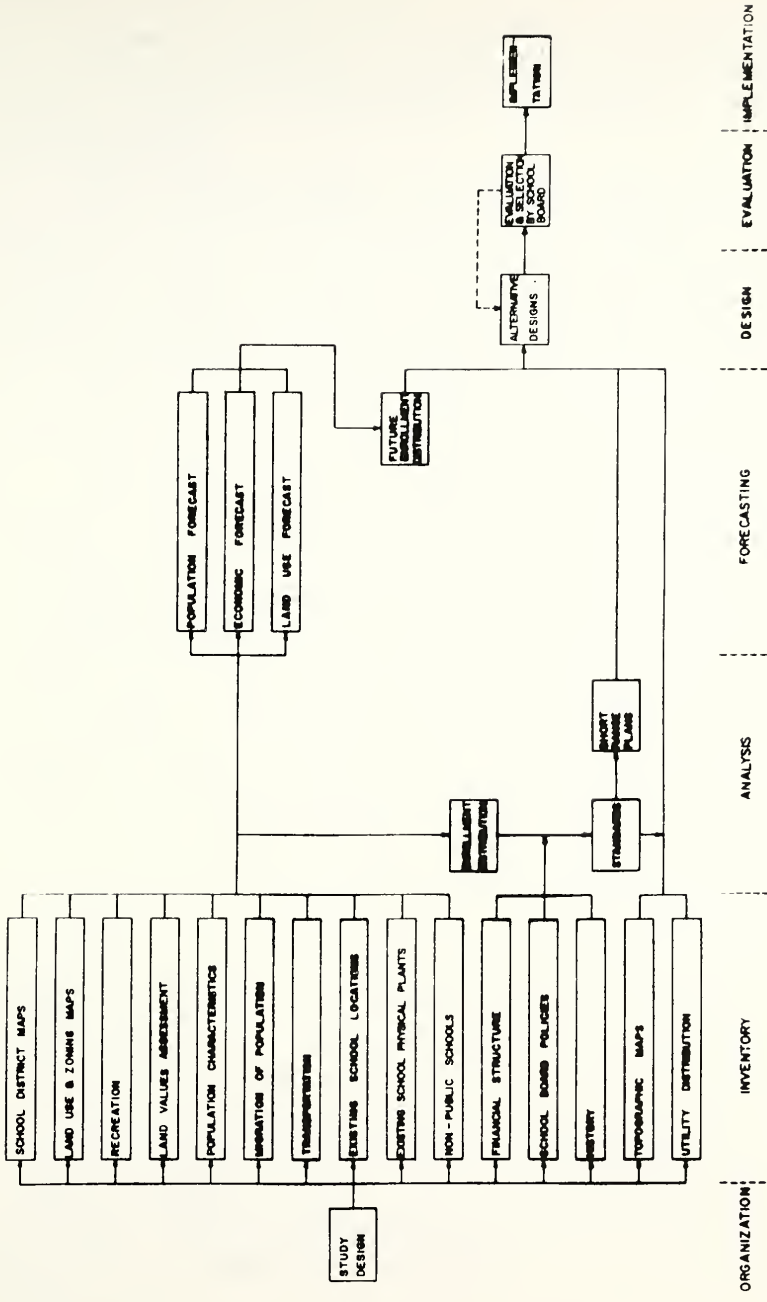 STUDY
DESIGN
SCHOOL DISTRICT MAPS
LAND USE & ZONING MAPS
RECREATION
LAND VALUES ASSESSMENT
POPULATION CHARACTERISTICS
MIGRATION OF POPULATION
TRANSPORTATION
EXISTING SCHOOL LOCATIONS
EXISTING SCHOOL PHYSICAL PLANTS
NON-PUBLIC SCHOOLS
FINANCIAL STRUCTURE
SCHOOL BOARD POLICIES
HISTORY
TOPOGRAPHIC MAPS
UTILITY DISTRIBUTION
ENROLLMENT
DISTRIBUTION
STANDARDS
SHORT
RANGE
PLANS
POPULATION FORECAST
ECONOMIC FORECAST
LAND USE FORECAST
FUTURE
ENROLLMENT
DISTRIBUTION
ALTERNATIVE
DESIGNS
EVALUATION
& SELECTION
BY SCHOOL
BOARD
IMPLEMEN
TATION
ORGANIZATION
INVENTORY
ANALYSIS
FORECASTING
DESIGN
EVALUATION
IMPLEMENTATION